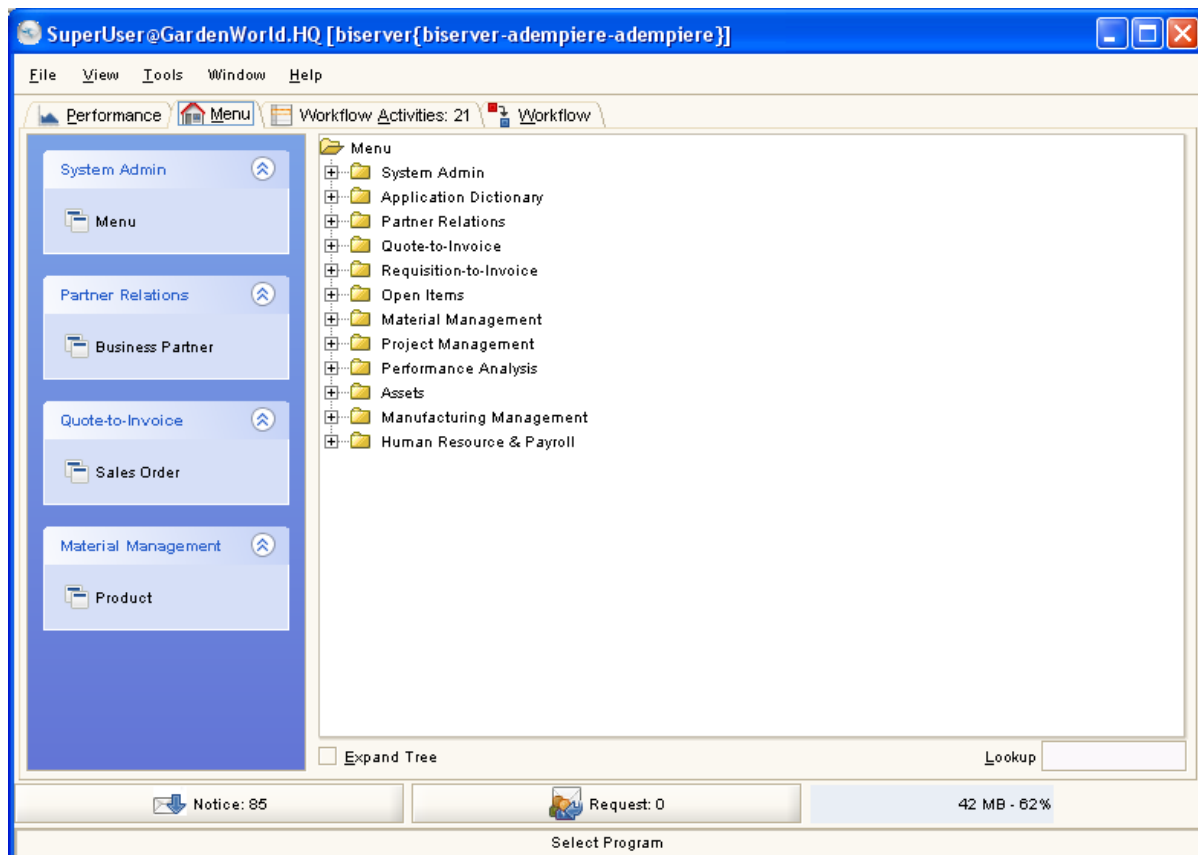 SuperUser@GardenWorld.HQ [biserver{biserver-adempiere-adempiere}]
File View Tools Window Help
Performance Menu Workflow Activities: 21 Workflow
System Admin
Menu
Partner Relations
Business Partner
Quote-to-Invoice
Sales Order
Material Management
Product
Menu
System Admin
Application Dictionary
Partner Relations
Quote-to-Invoice
Requisition-to-Invoice
Open Items
Material Management
Project Management
Performance Analysis
Assets
Manufacturing Management
Human Resource & Payroll
Expand Tree Lookup
Notice: 85 Request: 0 42 MB - 62%
Select Program